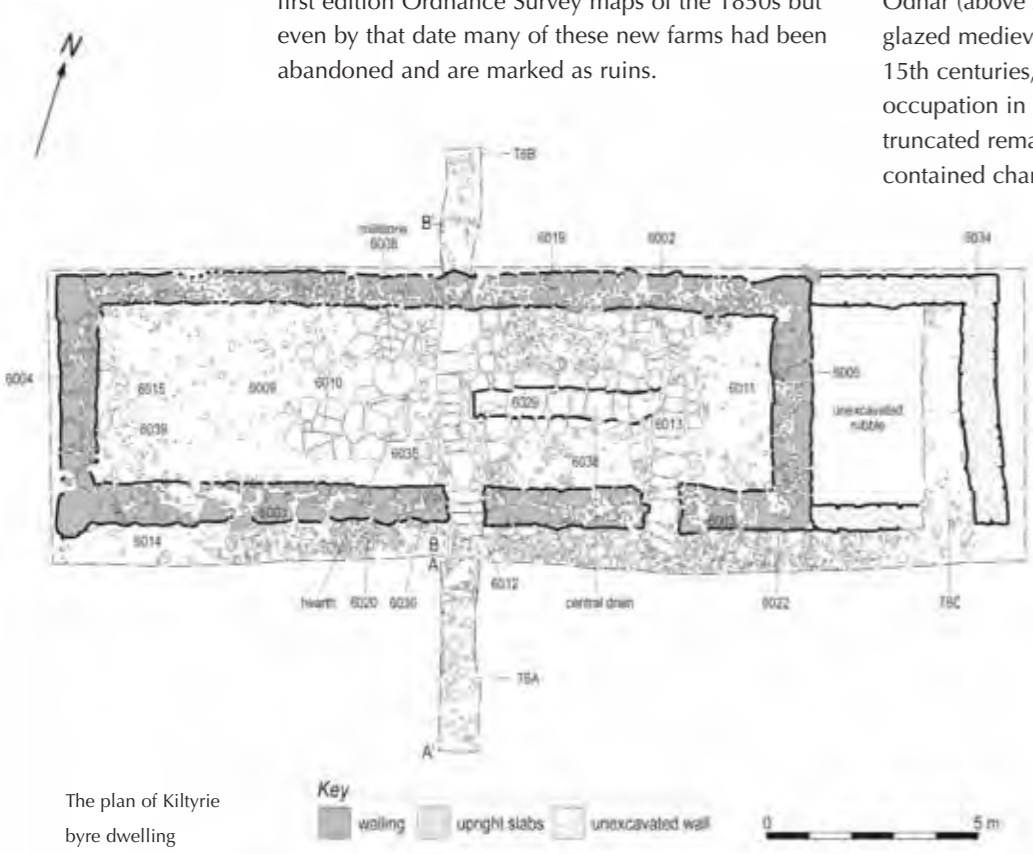 first edition Ordnance Survey maps of the 1850s but
even by that date many of these new farms had been
abandoned and are marked as ruins.
Odhar (above
glazed mediev
15th centuries,
occupation in
truncated rema
contained char
N
T6B
B'
millstone
6008
6019
6002
6034
6004
6015
6009
6010
6029
6011
6005
unexcavated
rubble
6039
6035
6038
6013
6003
6003
6014
B
A
hearth
6020
6036
6012
central drain
6022
T6C
T6A
A'
The plan of Kiltyrie
byre dwelling
Key
walling
upright slabs
unexcavated wall
0
5 m